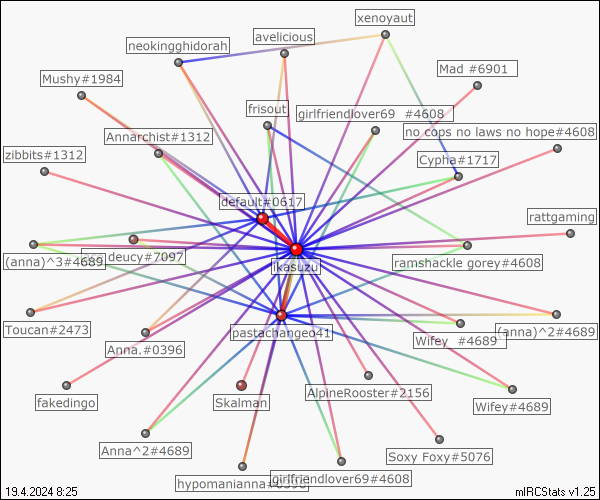 xenoyaut
avelicious
neokingghidorah
Mad #6901
Mushy#1984
frisout
girlfriendlover69 #4608
no cops no laws no hope#4608
Annarchist#1312
zibbits#1312
Cypha#1717
default#0617
rattgaming
deucy#7097
(anna)^3#4689
ikasuzu
ramshackle gorey#4608
Toucan#2473
pastachangeo41
(anna)^2#4689
Wifey #4689
Anna.#0396
fakedingo
Skalman
AlpineRooster#2156
Wifey#4689
Anna^2#4689
Soxy Foxy#5076
hypomanianna
girlfriendlover69#4608
19.4.2024 8:25
mIRCStats v1.25